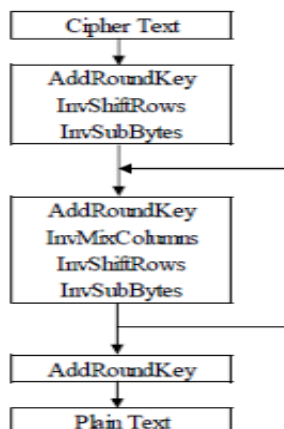 Cipher Text
AddRoundKey
InvShiftRows
InvSubBytes
AddRoundKey
InvMixColumns
InvShiftRows
InvSubBytes
AddRoundKey
Plain Text